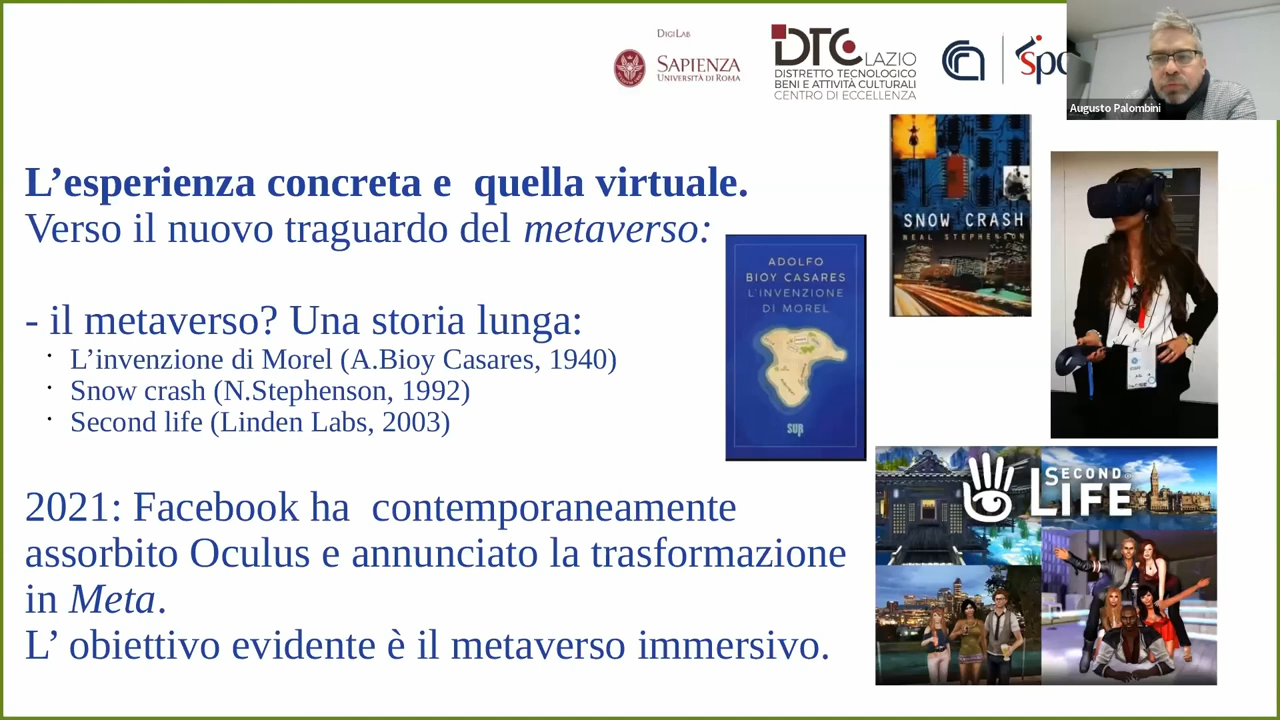 DIGILAB
SAPIENZA
UNIVERSITÀ DI ROMA
DTC LAZIO
DISTRETTO TECNOLOGICO
BENI E ATTIVITÀ CULTURALI
CENTRO DI ECCELLENZA
Augusto Palombini
L’esperienza concreta e  quella virtuale.
Verso il nuovo traguardo del metaverso:
- il metaverso? Una storia lunga:
· L’invenzione di Morel (A.Bioy Casares, 1940)
· Snow crash (N.Stephenson, 1992)
· Second life (Linden Labs, 2003)
2021: Facebook ha  contemporaneamente
assorbito Oculus e annunciato la trasformazione
in Meta.
L’ obiettivo evidente è il metaverso immersivo.
SNOW CRASH
NEAL STEPHENSON
ADOLFO
BIOY CASARES
L'INVENZIONE
DI MOREL
SUR
SECOND
LIFE